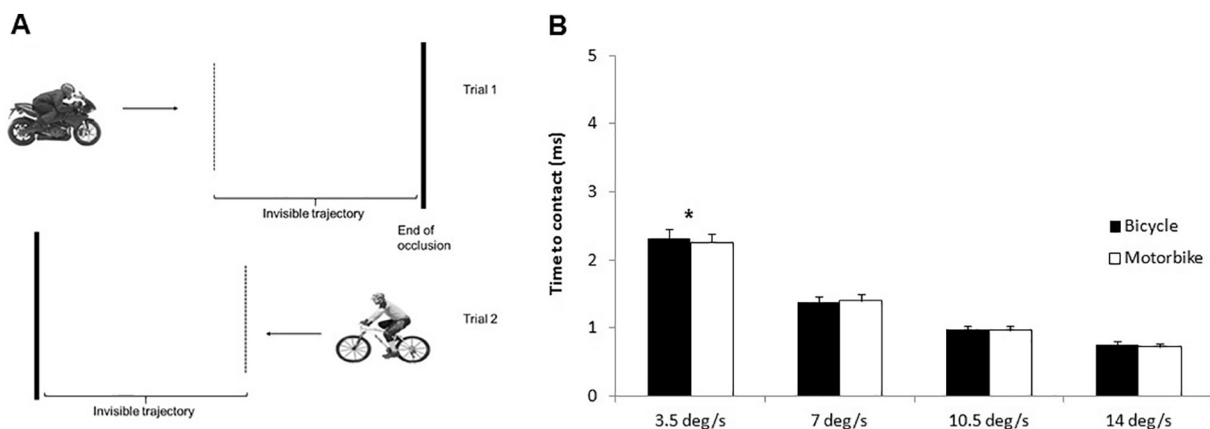 A
Trial 1
Invisible trajectory
End of
occlusion
Trial 2
Invisible trajectory
B
Time to contact (ms)
5
4
3
2
1
0
*
Bicycle
Motorbike
3.5 deg/s 7 deg/s 10.5 deg/s 14 deg/s